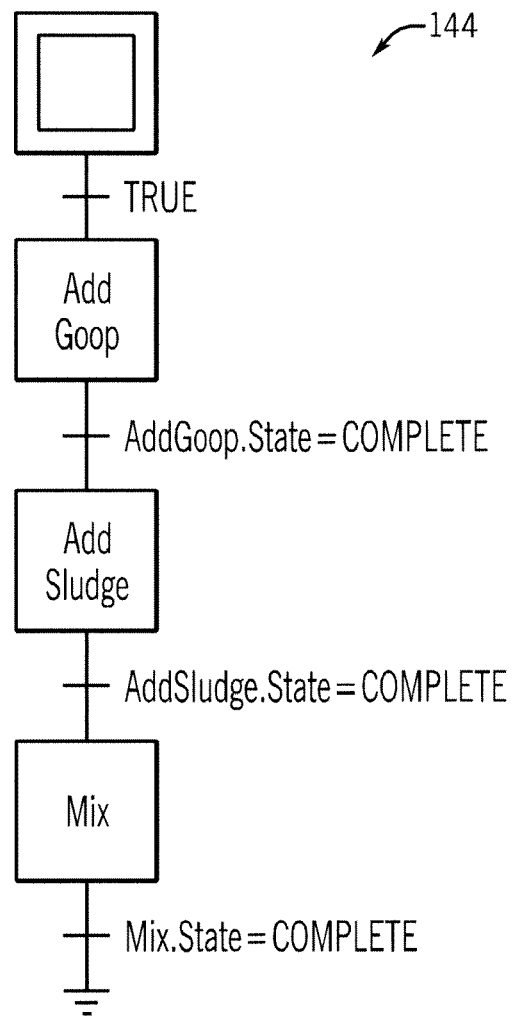 144
TRUE
Add
Goop
AddGoop.State=COMPLETE
Add
Sludge
AddSludge.State=COMPLETE
Mix
Mix.State=COMPLETE